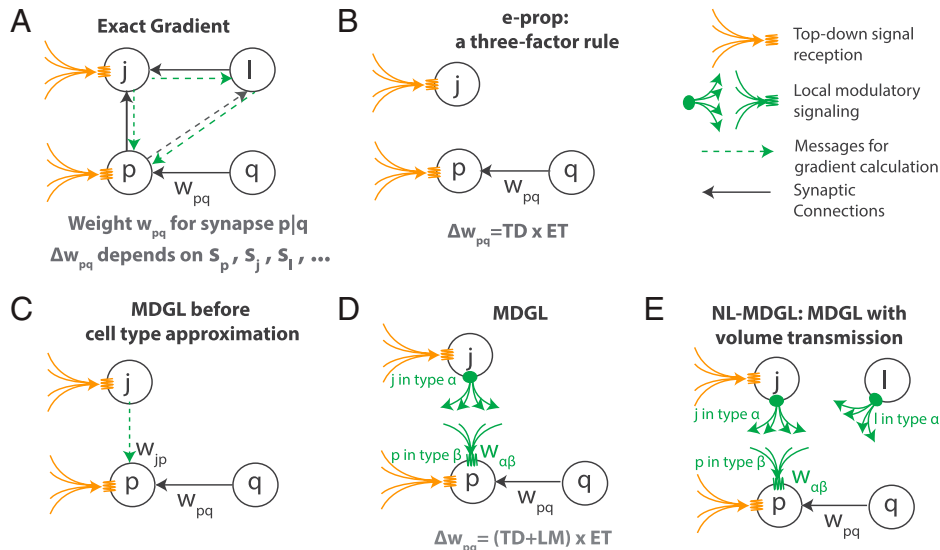 A
Exact Gradient
j
l
p
q
w_pq
Weight w_pq for synapse p|q
Δw_pq depends on s_p , s_j , s_l , ...
B
e-prop:
a three-factor rule
j
p
q
w_pq
Δw_pq=TD x ET
Top-down signal
reception
Local modulatory
signaling
Messages for
gradient calculation
Synaptic
Connections
C
MDGL before
cell type approximation
j
w_jp
p
q
w_pq
D
MDGL
j
j in type α
p in type β
w_αβ
p
q
w_pq
Δw_pq= (TD+LM) x ET
E
NL-MDGL: MDGL with
volume transmission
j
l
j in type α
l in type α
p in type β
w_αβ
p
q
w_pq